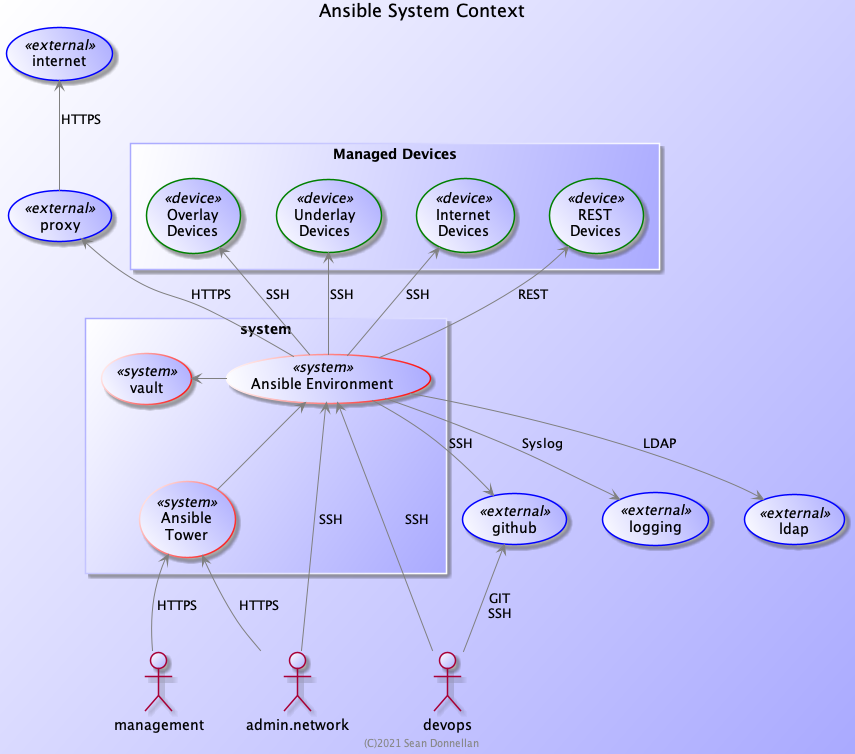 Ansible System Context
«external»
internet
HTTPS
Managed Devices
«external»
proxy
«device»
Overlay
Devices
«device»
Underlay
Devices
«device»
Internet
Devices
«device»
REST
Devices
HTTPS
SSH
SSH
SSH
REST
system
«system»
vault
«system»
Ansible Environment
SSH
Syslog
LDAP
«system»
Ansible
Tower
SSH
SSH
«external»
github
«external»
logging
«external»
ldap
HTTPS
HTTPS
GIT
SSH
management
admin.network
devops
(C)2021 Sean Donnellan